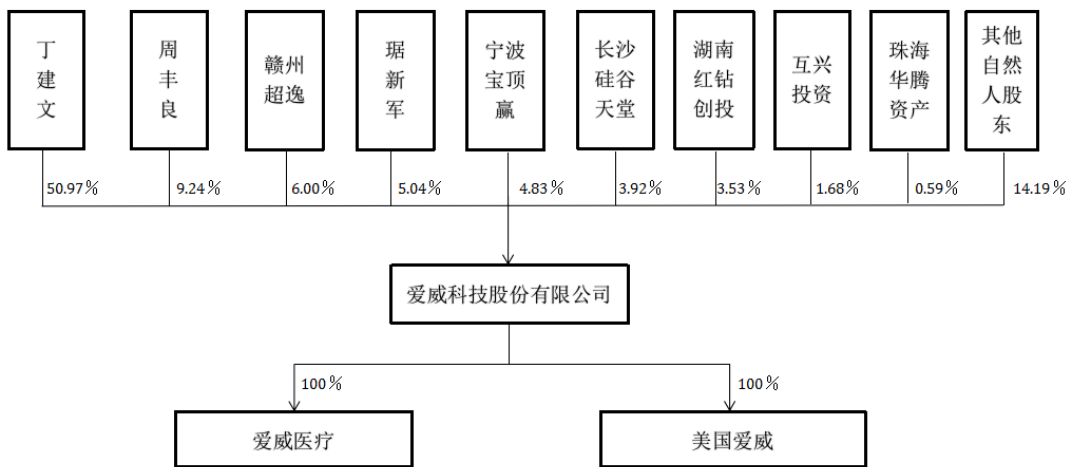 丁
建
文
周
丰
良
赣州
超逸
琚
新
军
宁波
宝顶
赢
长沙
硅谷
天堂
湖南
红钻
创投
互兴
投资
珠海
华腾
资产
其他
自然
人股
东
50.97%
9.24%
6.00%
5.04%
4.83%
3.92%
3.53%
1.68%
0.59%
14.19%
爱威科技股份有限公司
100%
100%
爱威医疗
美国爱威